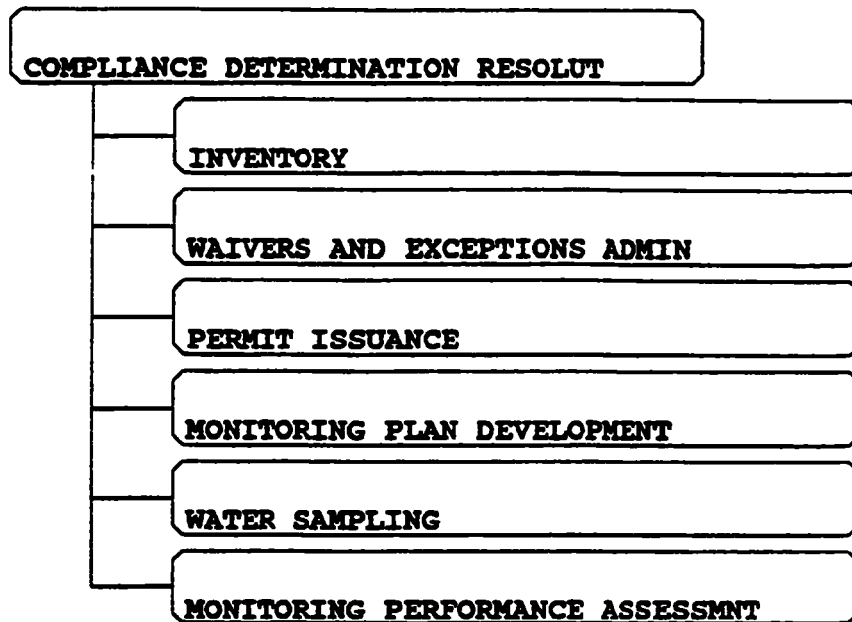 COMPLIANCE DETERMINATION RESOLUT
INVENTORY
WAIVERS AND EXCEPTIONS ADMIN
PERMIT ISSUANCE
MONITORING PLAN DEVELOPMENT
WATER SAMPLING
MONITORING PERFORMANCE ASSESSMNT